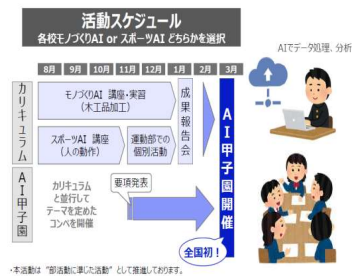 活動スケジュール
各校モノづくりAI or スポーツAI どちらかを選択
AIでデータ処理、分析
8月 9月 10月 11月 12月 1月 2月 3月
カリキュラム
モノづくりAI 講座・実習
（木工品加工）
スポーツAI 講座
（人の動作）
運動部での
個別活動
成果報告会
AI甲子園
カリキュラム
と並行して
テーマを定めた
コンペを開催
要項発表
AI甲子園開催
全国初！
・本活動は“部活動に準じた活動”として推進しております。